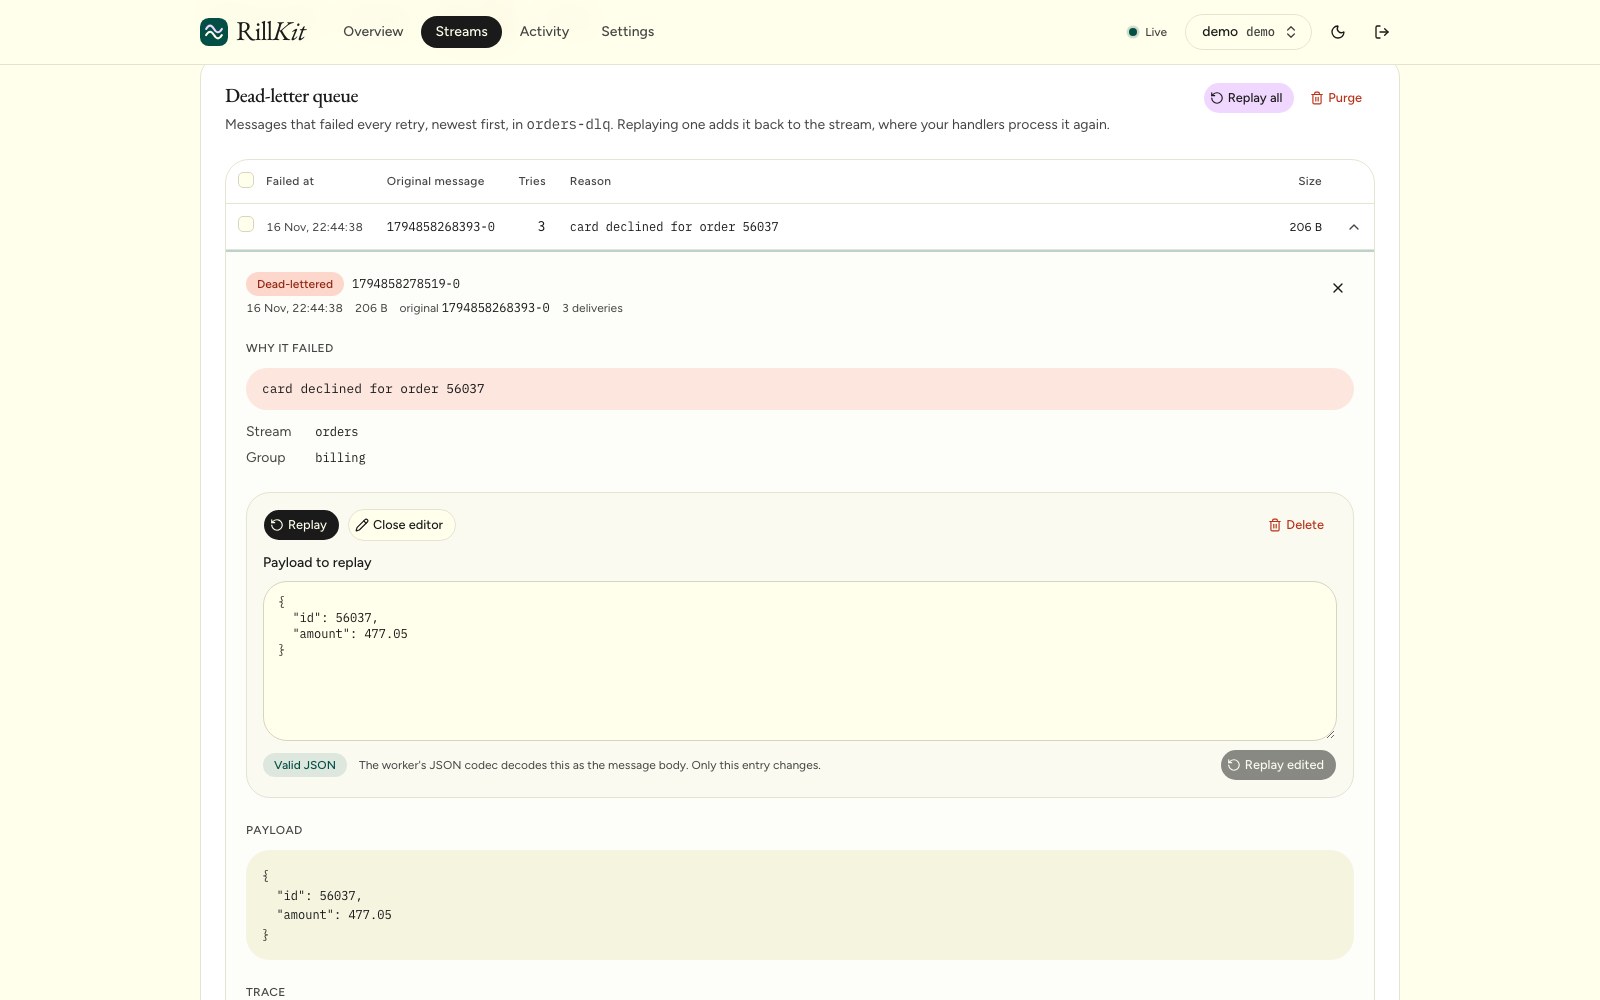 RillKit
Overview
Streams
Activity
Settings
Live
demo demo
Dead-letter queue
Replay all
Purge
Messages that failed every retry, newest first, in orders-dlq. Replaying one adds it back to the stream, where your handlers process it again.
Failed at Original message Tries Reason Size
16 Nov, 22:44:38 1794858268393-0 3 card declined for order 56037 206 B
Dead-lettered 1794858278519-0
16 Nov, 22:44:38 206 B original 1794858268393-0 3 deliveries
WHY IT FAILED
card declined for order 56037
Stream orders
Group billing
Replay
Close editor
Delete
Payload to replay
{
"id": 56037,
"amount": 477.05
}
Valid JSON
The worker's JSON codec decodes this as the message body. Only this entry changes.
Replay edited
PAYLOAD
{
"id": 56037,
"amount": 477.05
}
TRACE